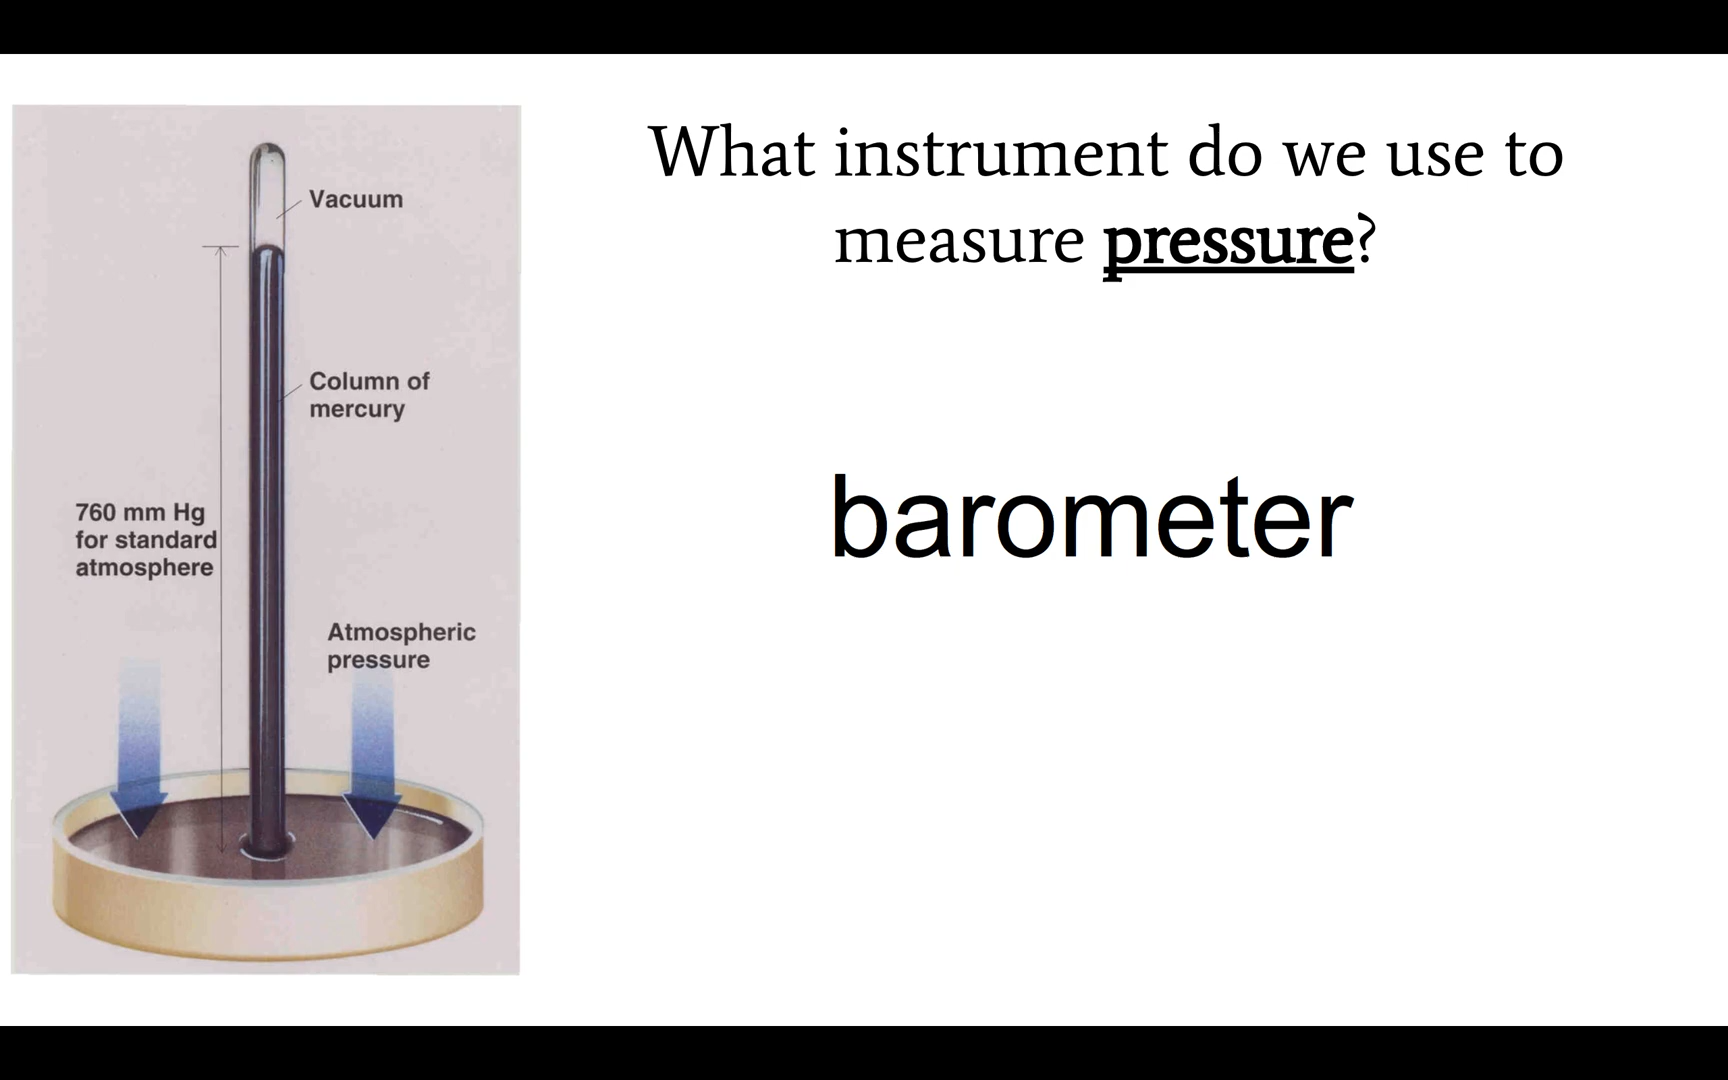 What instrument do we use to
measure pressure?
Vacuum
Column of
mercury
760 mm Hg
for standard
atmosphere
Atmospheric
pressure
barometer